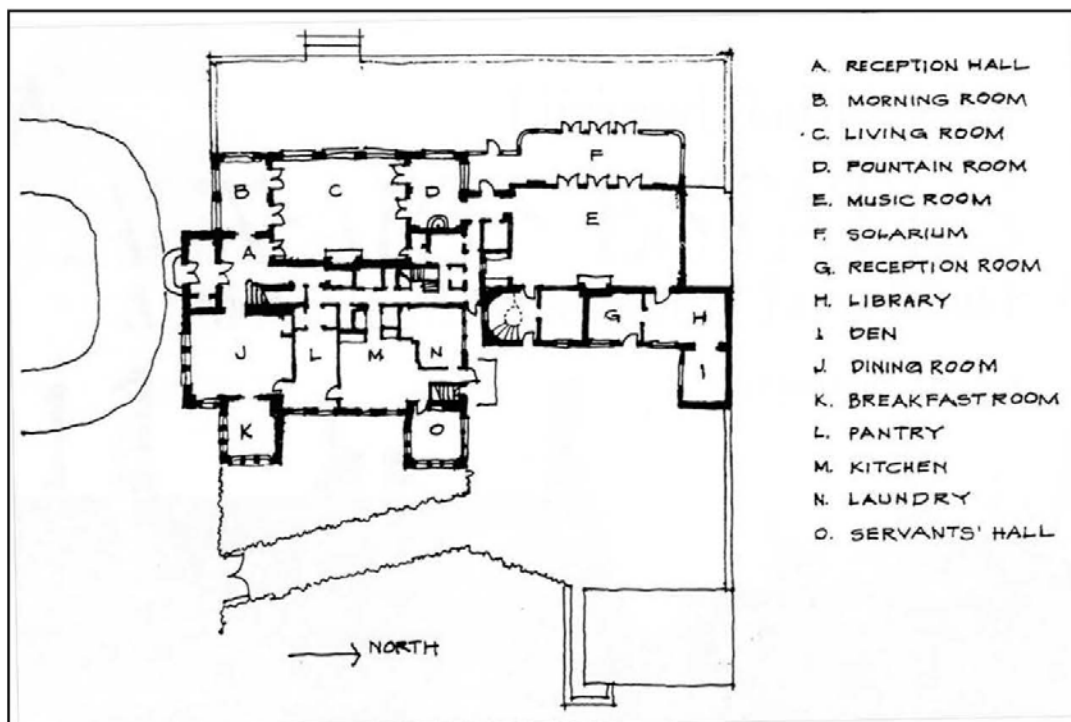 A. RECEPTION HALL
B. MORNING ROOM
C. LIVING ROOM
D. FOUNTAIN ROOM
E. MUSIC ROOM
F. SOLARIUM
G. RECEPTION ROOM
H. LIBRARY
I DEN
J. DINING ROOM
K. BREAKFAST ROOM
L. PANTRY
M. KITCHEN
N. LAUNDRY
O. SERVANTS' HALL
F
B
C
D
E
A
G
H
J
L
M
N
I
K
O
NORTH